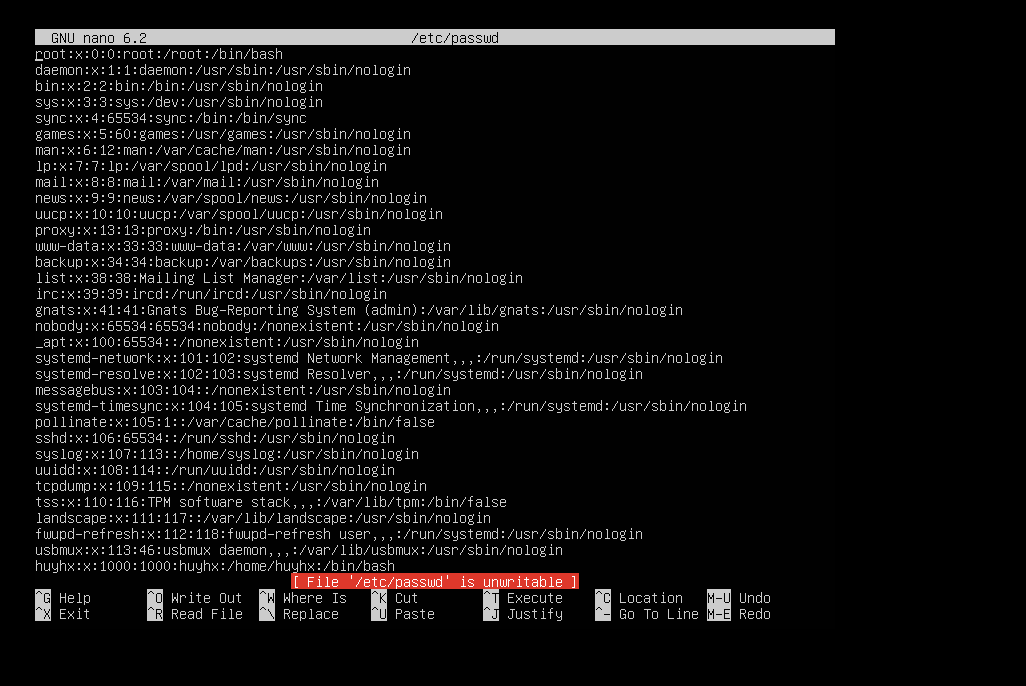 GNU nano 6.2 /etc/passwd
root:x:0:0:root:/root:/bin/bash
daemon:x:1:1:daemon:/usr/sbin:/usr/sbin/nologin
bin:x:2:2:bin:/bin:/usr/sbin/nologin
sys:x:3:3:sys:/dev:/usr/sbin/nologin
sync:x:4:65534:sync:/bin:/bin/sync
games:x:5:60:games:/usr/games:/usr/sbin/nologin
man:x:6:12:man:/var/cache/man:/usr/sbin/nologin
lp:x:7:7:lp:/var/spool/lpd:/usr/sbin/nologin
mail:x:8:8:mail:/var/mail:/usr/sbin/nologin
news:x:9:9:news:/var/spool/news:/usr/sbin/nologin
uucp:x:10:10:uucp:/var/spool/uucp:/usr/sbin/nologin
proxy:x:13:13:proxy:/bin:/usr/sbin/nologin
www-data:x:33:33:www-data:/var/www:/usr/sbin/nologin
backup:x:34:34:backup:/var/backups:/usr/sbin/nologin
list:x:38:38:Mailing List Manager:/var/list:/usr/sbin/nologin
irc:x:39:39:ircd:/run/ircd:/usr/sbin/nologin
gnats:x:41:41:Gnats Bug-Reporting System (admin):/var/lib/gnats:/usr/sbin/nologin
nobody:x:65534:65534:nobody:/nonexistent:/usr/sbin/nologin
_apt:x:100:65534::/nonexistent:/usr/sbin/nologin
systemd-network:x:101:102:systemd Network Management,,,:/run/systemd:/usr/sbin/nologin
systemd-resolve:x:102:103:systemd Resolver,,,:/run/systemd:/usr/sbin/nologin
messagebus:x:103:104::/nonexistent:/usr/sbin/nologin
systemd-timesync:x:104:105:systemd Time Synchronization,,,:/run/systemd:/usr/sbin/nologin
pollinate:x:105:1::/var/cache/pollinate:/bin/false
sshd:x:106:65534::/run/sshd:/usr/sbin/nologin
syslog:x:107:113::/home/syslog:/usr/sbin/nologin
uuidd:x:108:114::/run/uuidd:/usr/sbin/nologin
tcpdump:x:109:115::/nonexistent:/usr/sbin/nologin
tss:x:110:116:TPM software stack,,,:/var/lib/tpm:/bin/false
landscape:x:111:117::/var/lib/landscape:/usr/sbin/nologin
fwupd-refresh:x:112:118:fwupd-refresh user,,,:/run/systemd:/usr/sbin/nologin
usbmux:x:113:46:usbmux daemon,,,:/var/lib/usbmux:/usr/sbin/nologin
huyhx:x:1000:1000:huyhx:/home/huyhx:/bin/bash
[ File '/etc/passwd' is unwritable ]
^G Help ^O Write Out ^W Where Is ^K Cut ^T Execute ^C Location M-U Undo
^X Exit ^R Read File ^\ Replace ^U Paste ^J Justify ^- Go To Line M-E Redo